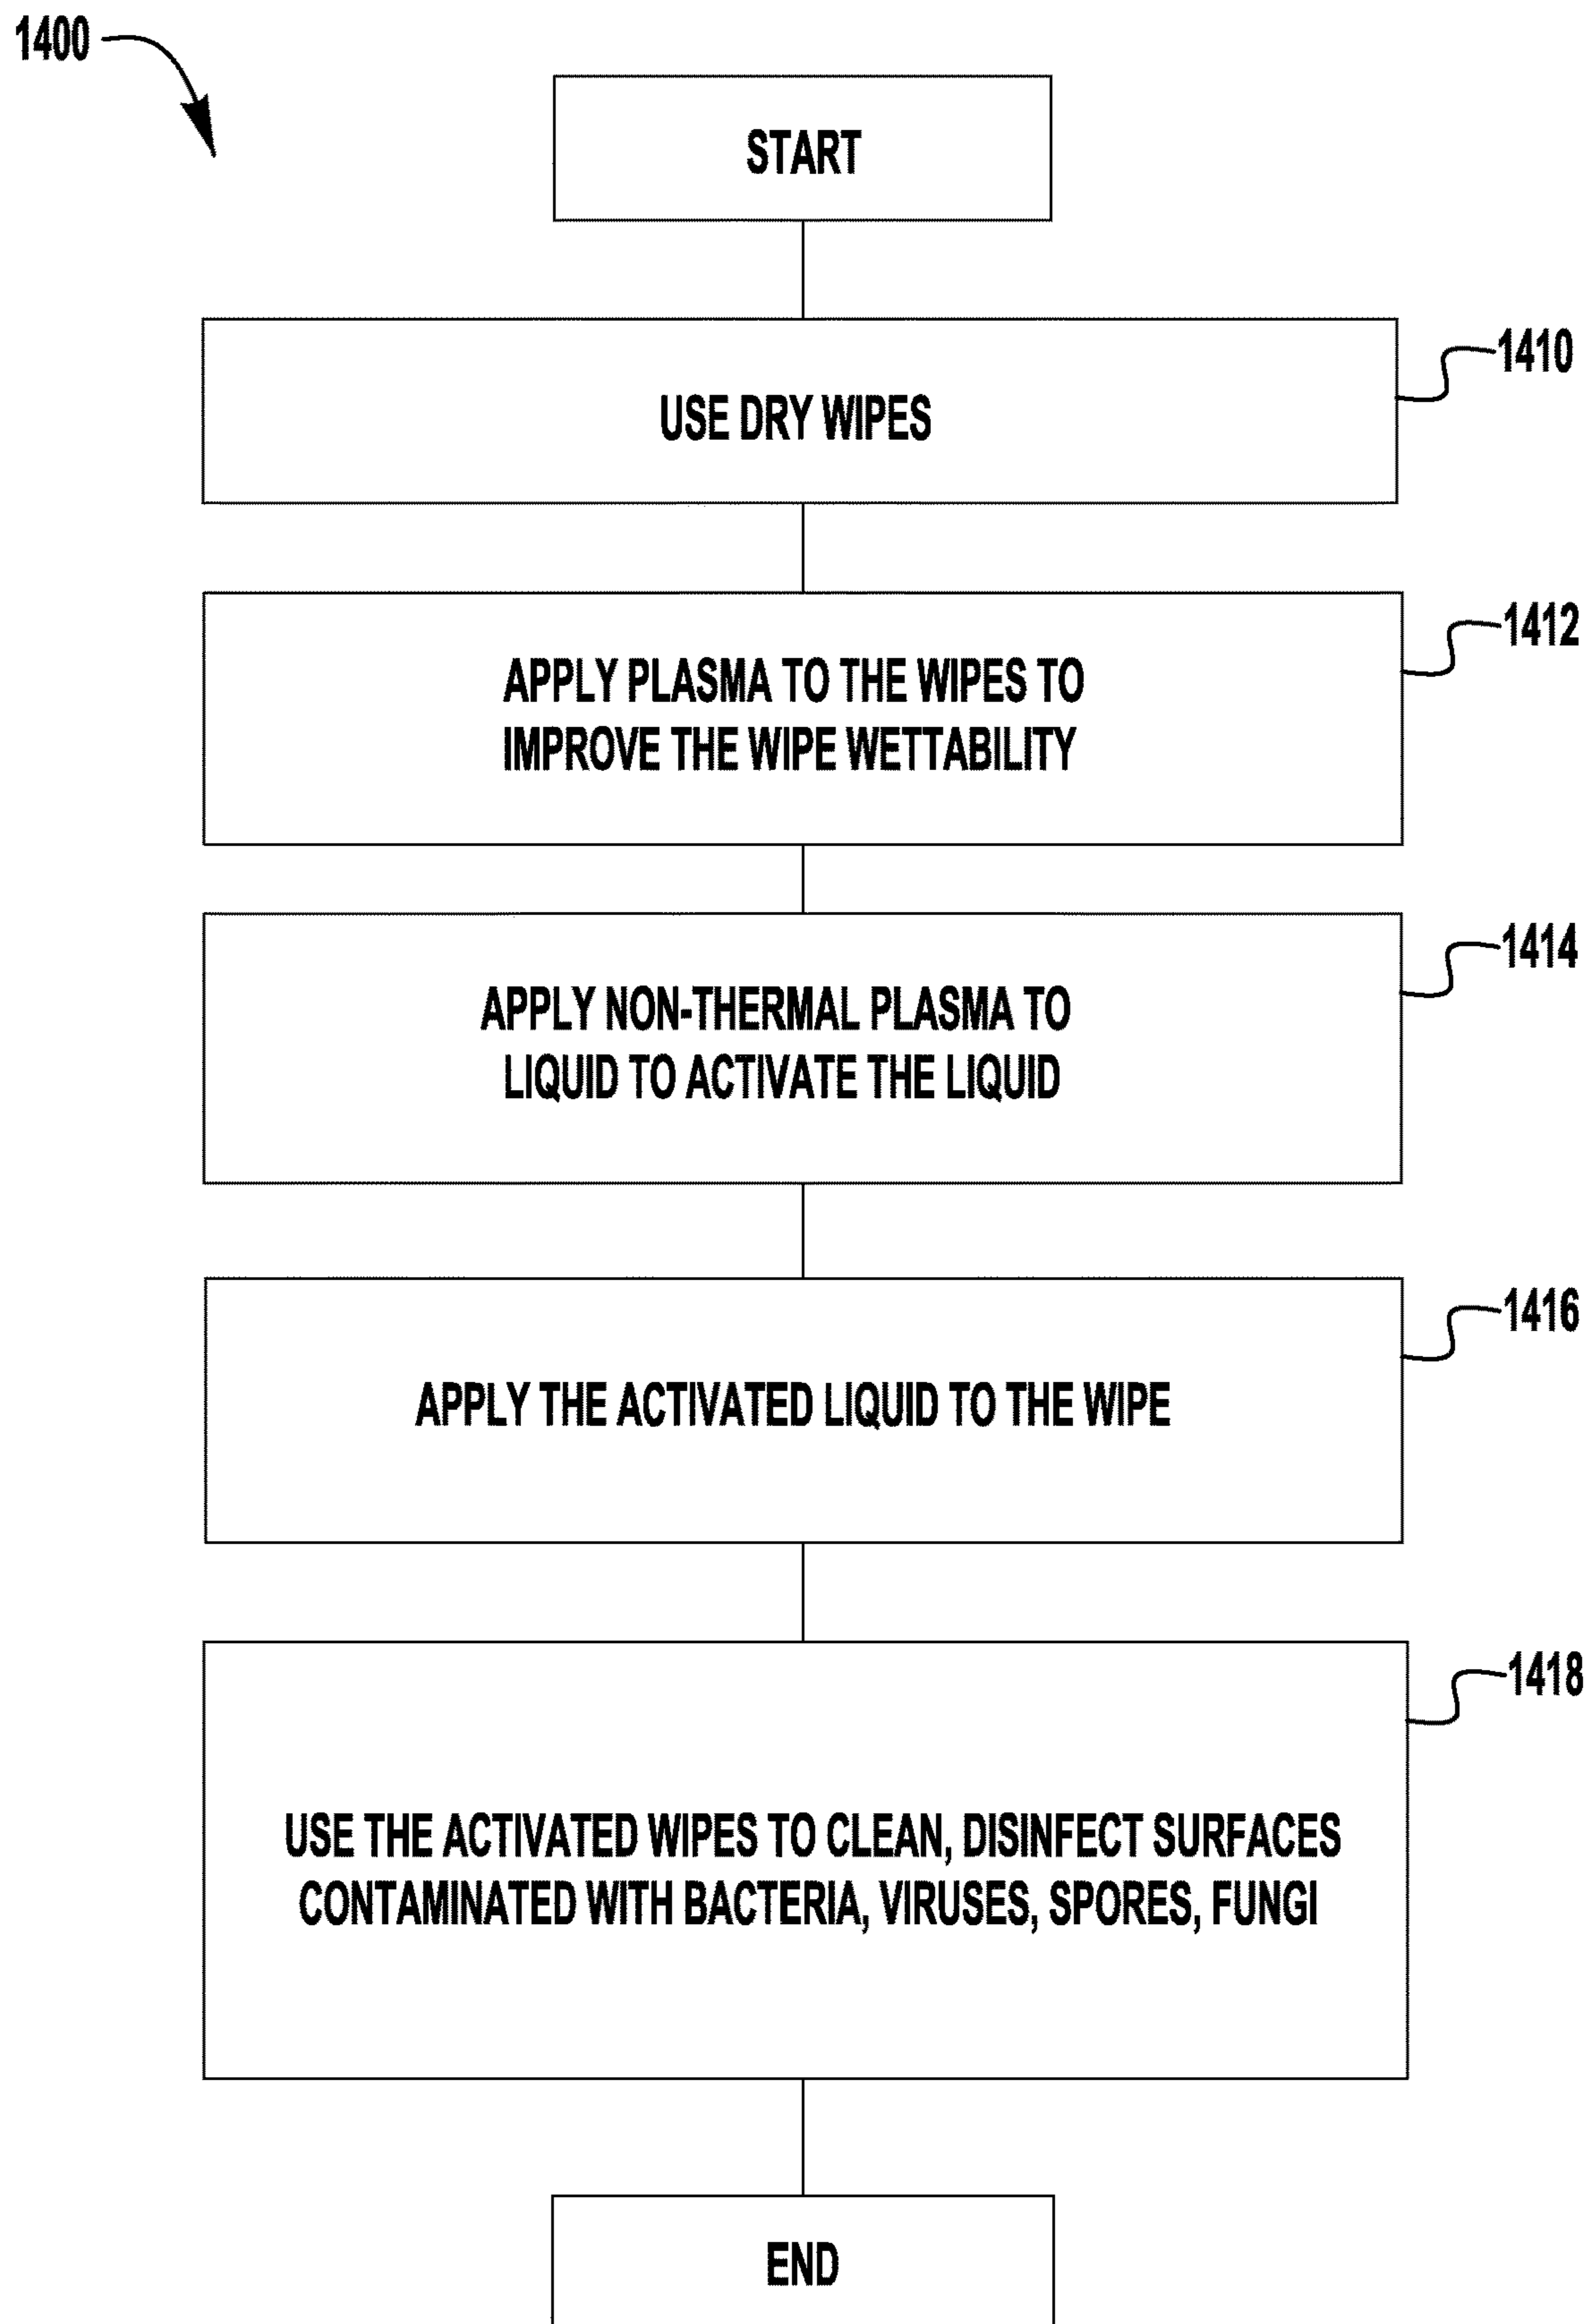 1400
START
USE DRY WIPES
1410
APPLY PLASMA TO THE WIPES TO
IMPROVE THE WIPE WETTABILITY
1412
APPLY NON-THERMAL PLASMA TO
LIQUID TO ACTIVATE THE LIQUID
1414
APPLY THE ACTIVATED LIQUID TO THE WIPE
1416
USE THE ACTIVATED WIPES TO CLEAN, DISINFECT SURFACES
CONTAMINATED WITH BACTERIA, VIRUSES, SPORES, FUNGI
1418
END